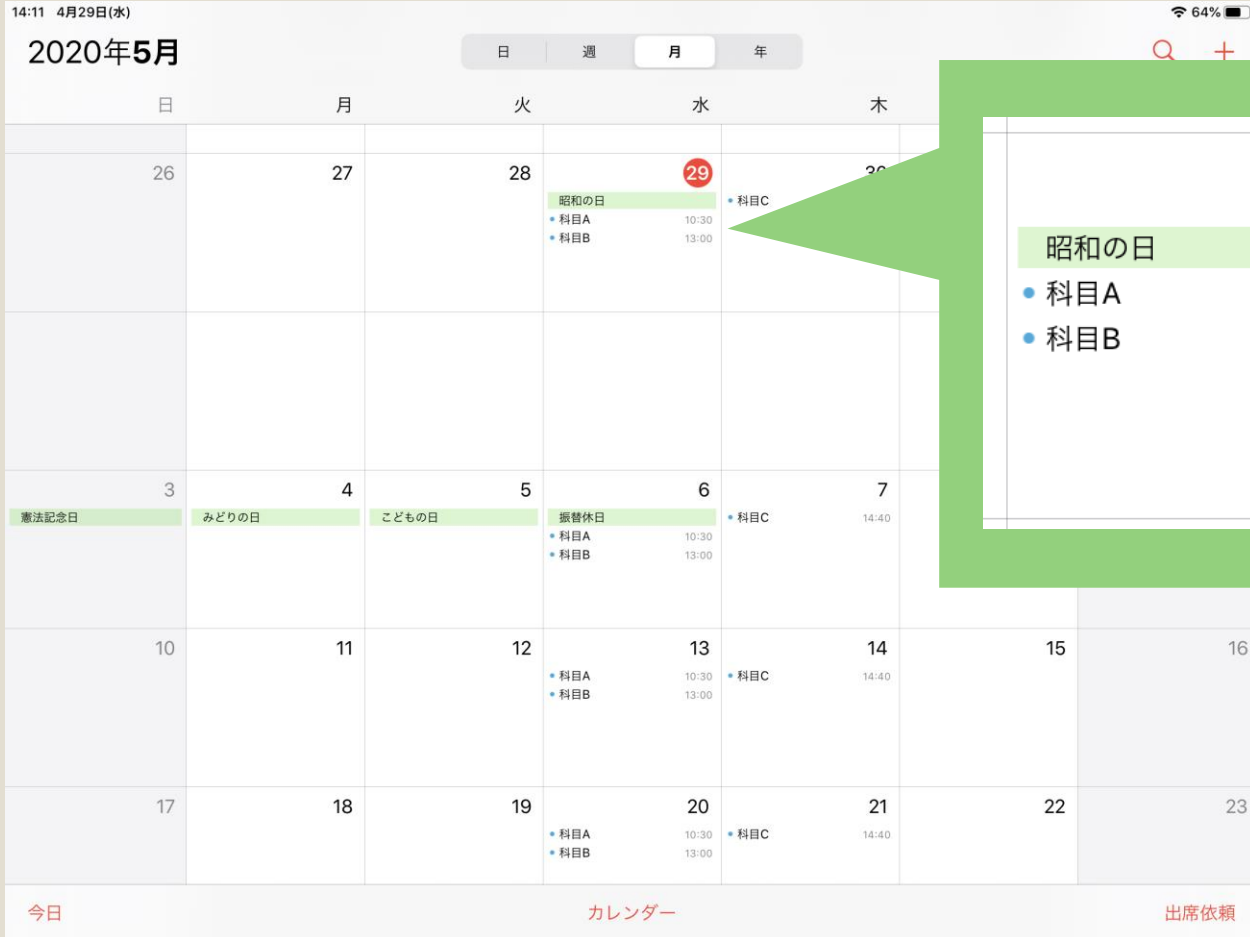 14:11 4月29日(水) 64%
2020年5月 日 週 月 年
日 月 火 水 木
26 27 28 29
昭和の日 • 科目C
• 科目A 10:30
• 科目B 13:00
昭和の日
• 科目A
• 科目B
3 4 5 6 7
憲法記念日 みどりの日 こどもの日 振替休日 • 科目C 14:40
• 科目A 10:30
• 科目B 13:00
10 11 12 13 14 15 16
• 科目A 10:30 • 科目C 14:40
• 科目B 13:00
17 18 19 20 21 22 23
• 科目A 10:30 • 科目C 14:40
• 科目B 13:00
今日 カレンダー 出席依頼